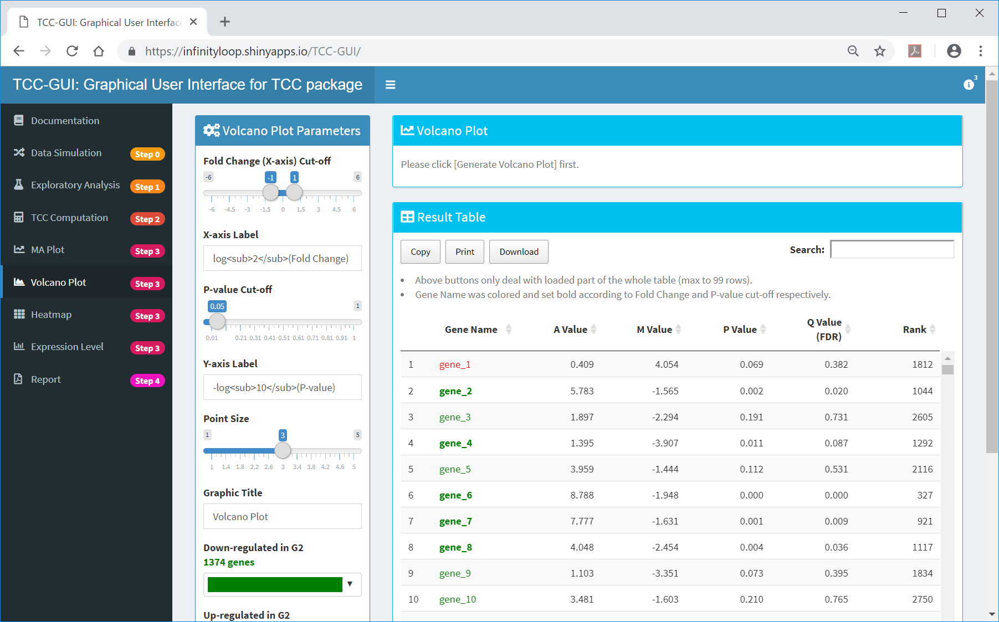 TCC-GUI: Graphical User Interface
https://infinityloop.shinyapps.io/TCC-GUI/
TCC-GUI: Graphical User Interface for TCC package
3
Documentation
Data Simulation Step 0
Exploratory Analysis Step 1
TCC Computation Step 2
MA Plot Step 3
Volcano Plot Step 3
Heatmap Step 3
Expression Level Step 3
Report Step 4
Volcano Plot Parameters
Fold Change (X-axis) Cut-off
-6 -1 1 6
-6 -4.5 -3 -1.5 0 1.5 3 4.5 6
X-axis Label
log<sub>2</sub>(Fold Change)
P-value Cut-off
0.05 1
0.01 0.21 0.31 0.41 0.51 0.61 0.71 0.81 0.91 1
Y-axis Label
-log<sub>10</sub>(P-value)
Point Size
1 3 5
1 1.4 1.8 2.2 2.6 3 3.4 3.8 4.2 4.6 5
Graphic Title
Volcano Plot
Down-regulated in G2
1374 genes
Up-regulated in G2
Volcano Plot
Please click [Generate Volcano Plot] first.
Result Table
Copy Print Download Search:
• Above buttons only deal with loaded part of the whole table (max to 99 rows).
• Gene Name was colored and set bold according to Fold Change and P-value cut-off respectively.
Gene Name A Value M Value P Value Q Value (FDR) Rank
1 gene_1 0.409 4.054 0.069 0.382 1812
2 gene_2 5.783 -1.565 0.002 0.020 1044
3 gene_3 1.897 -2.294 0.191 0.731 2605
4 gene_4 1.395 -3.907 0.011 0.087 1292
5 gene_5 3.959 -1.444 0.112 0.531 2116
6 gene_6 8.788 -1.948 0.000 0.000 327
7 gene_7 7.777 -1.631 0.001 0.009 921
8 gene_8 4.048 -2.454 0.004 0.036 1117
9 gene_9 1.103 -3.351 0.073 0.395 1834
10 gene_10 3.481 -1.603 0.210 0.765 2750